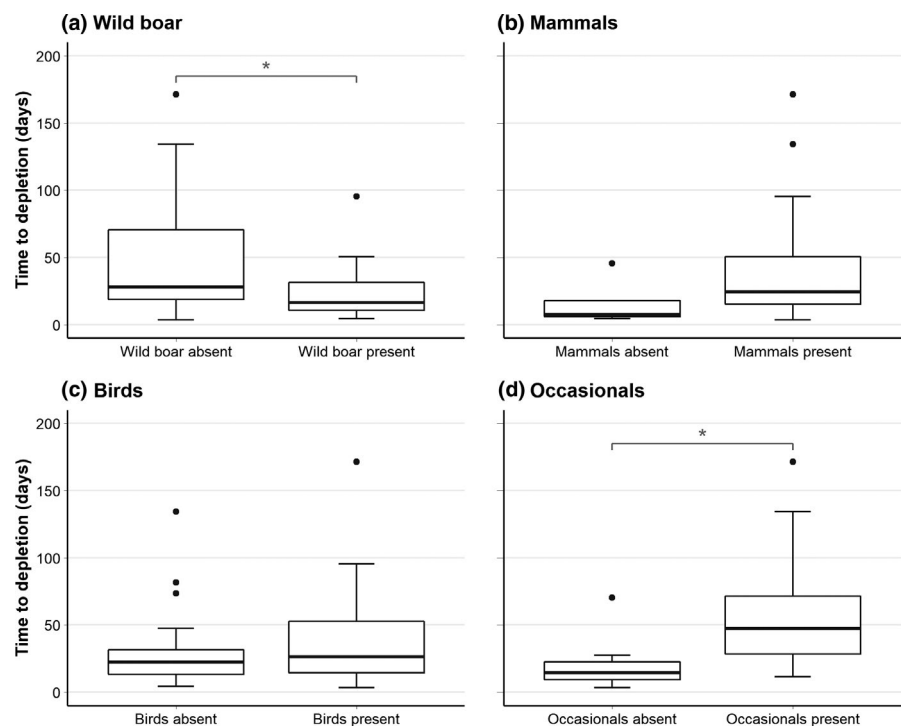 (a) Wild boar
(b) Mammals
Time to depletion (days)
200
150
100
50
0
*
Wild boar absent
Wild boar present
Mammals absent
Mammals present
(c) Birds
(d) Occasionals
Time to depletion (days)
200
150
100
50
0
*
Birds absent
Birds present
Occasionals absent
Occasionals present